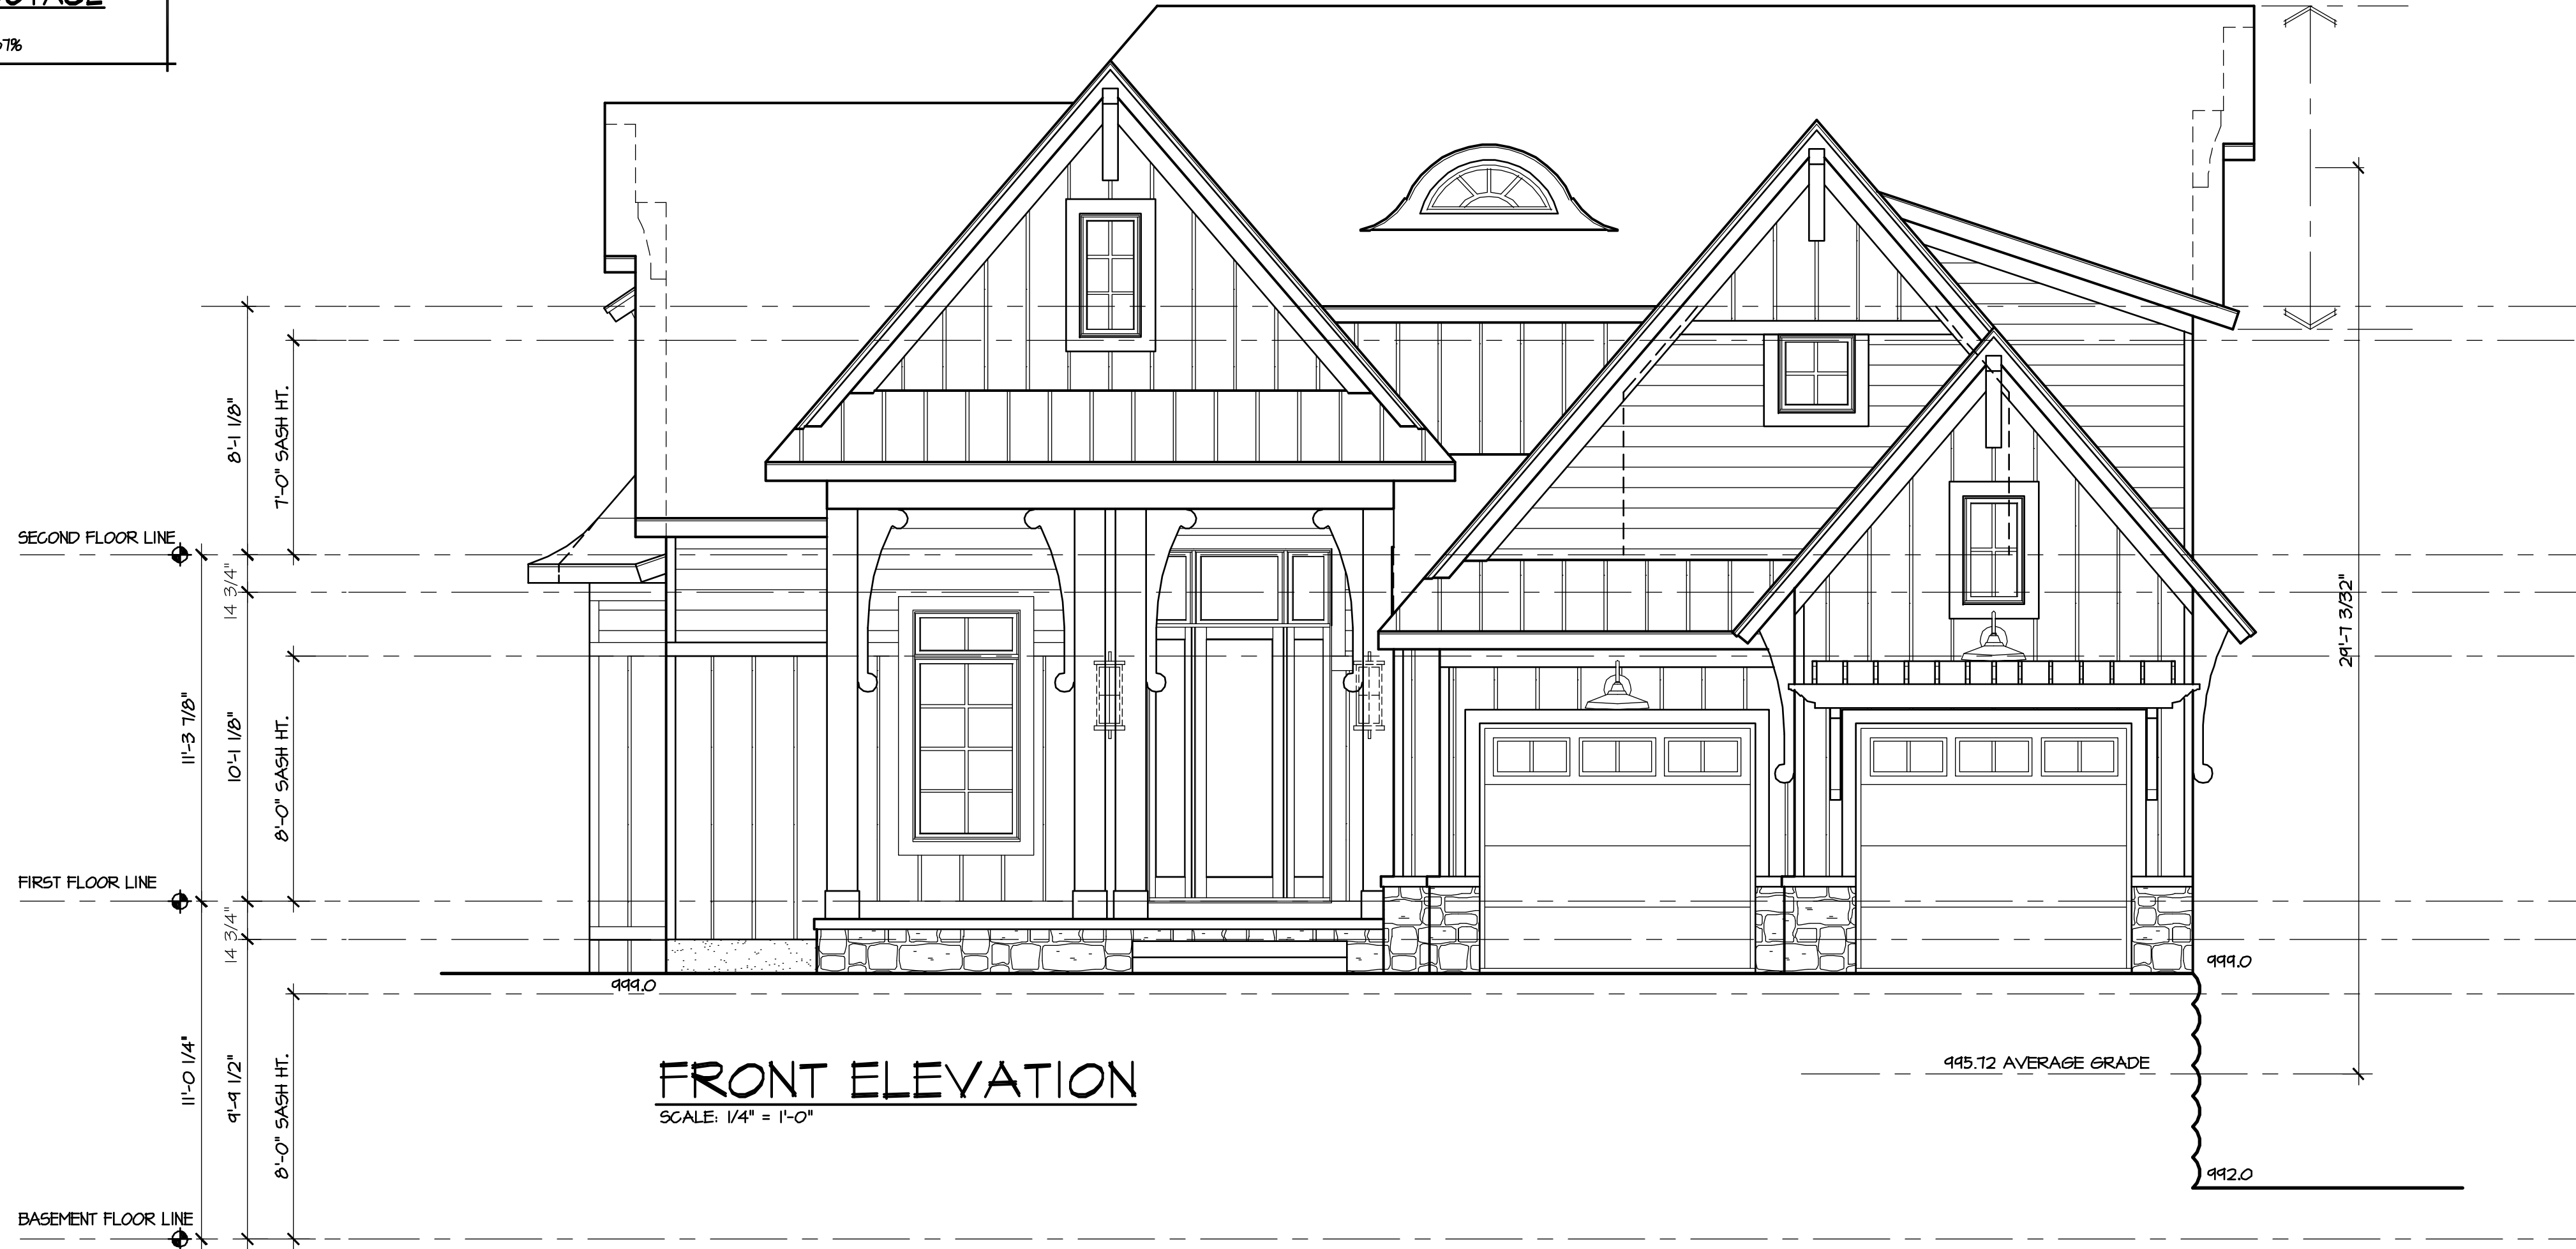 57%
8'-1 1/8"
7'-0" SASH HT.
SECOND FLOOR LINE
14 3/4"
11'-3 7/8"
10'-1 1/8"
8'-0" SASH HT.
29'-7 3/32"
FIRST FLOOR LINE
14 3/4"
999.0
999.0
11'-0 1/4"
9'-9 1/2"
8'-0" SASH HT.
FRONT ELEVATION
SCALE: 1/4" = 1'-0"
995.72 AVERAGE GRADE
992.0
BASEMENT FLOOR LINE